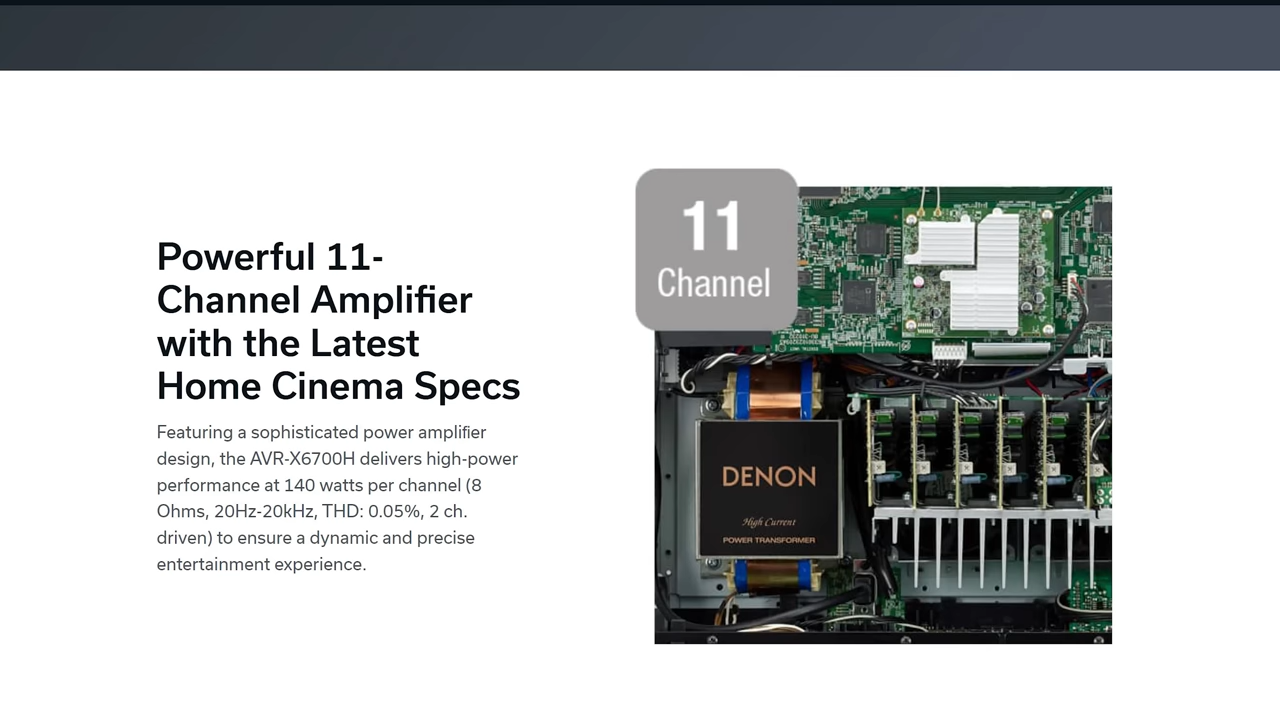 Powerful 11-
Channel Amplifier
with the Latest
Home Cinema Specs
Featuring a sophisticated power amplifier
design, the AVR-X6700H delivers high-power
performance at 140 watts per channel (8
Ohms, 20Hz-20kHz, THD: 0.05%, 2 ch.
driven) to ensure a dynamic and precise
entertainment experience.
11
Channel
DENON
High Current
POWER TRANSFORMER